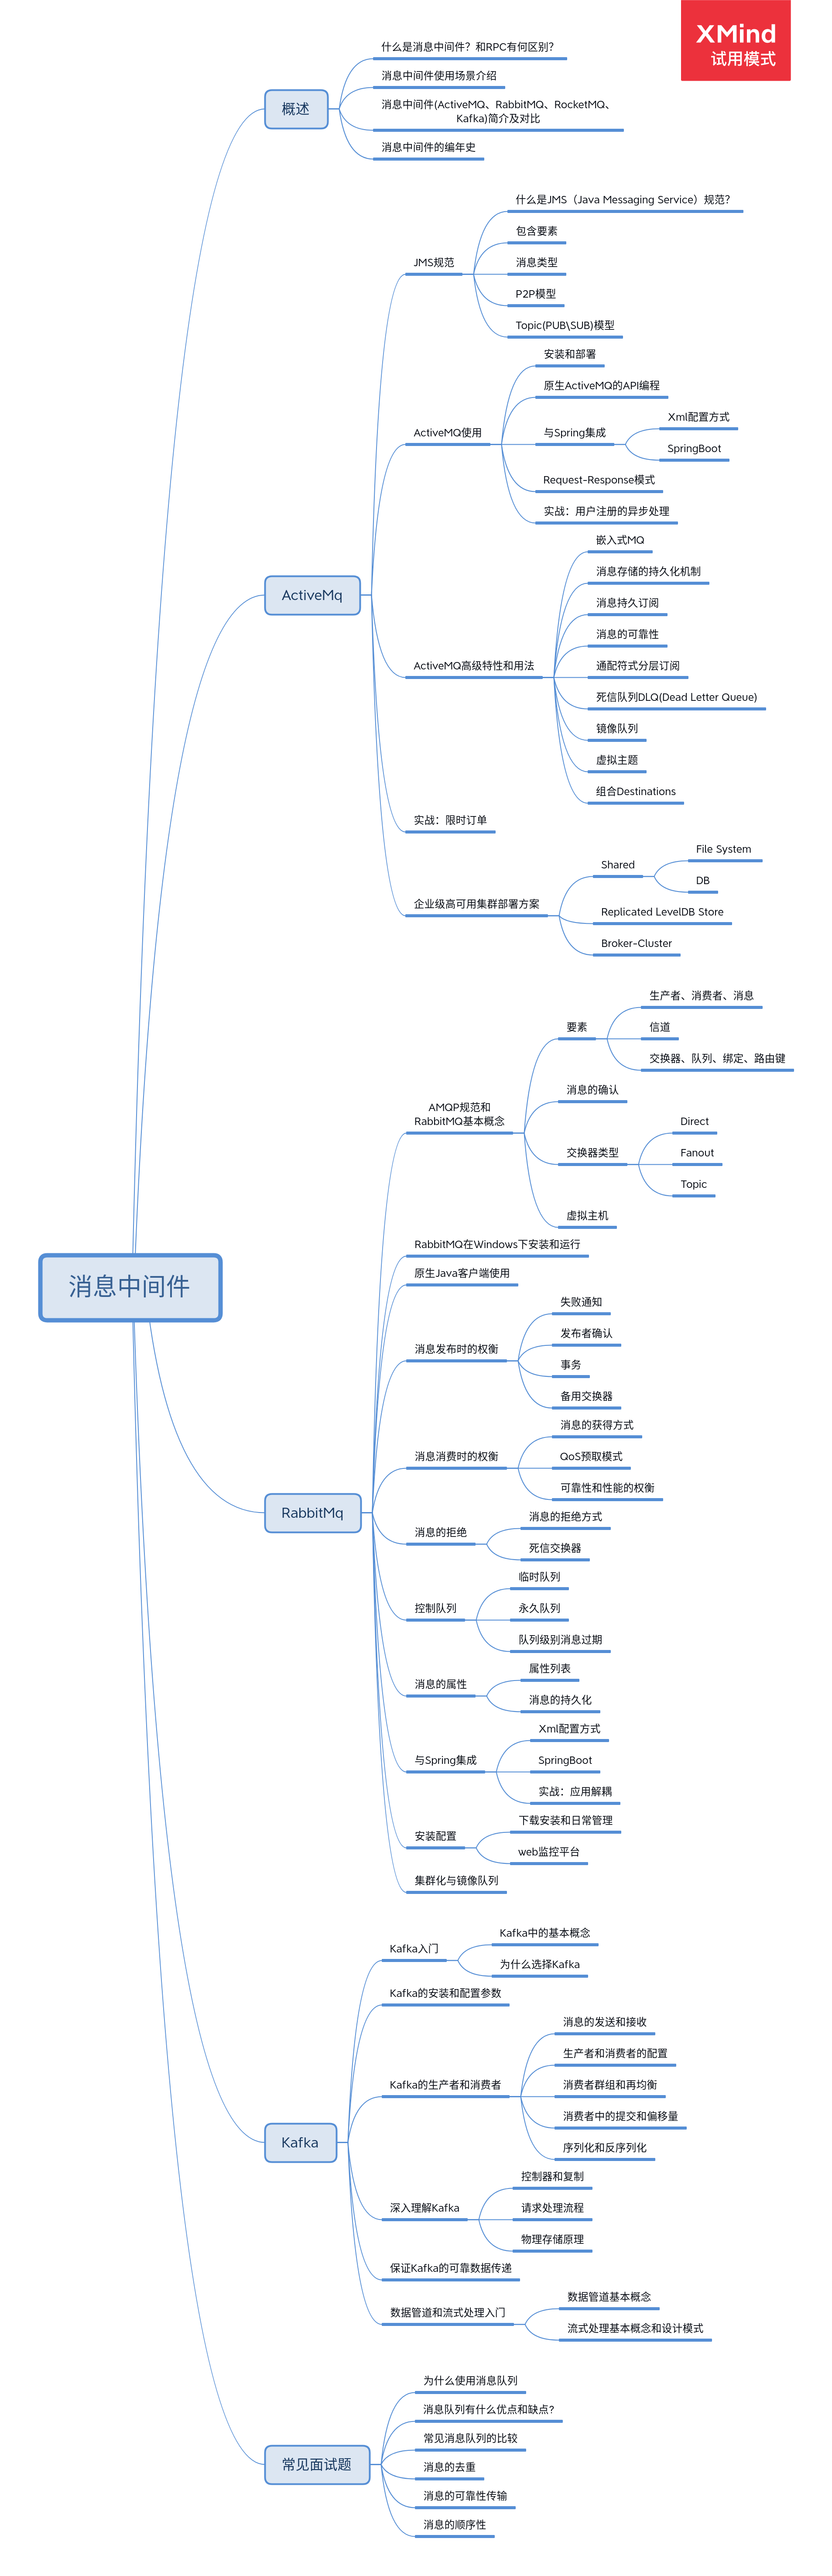 XMind
试用模式
消息中间件
概述
什么是消息中间件？和RPC有何区别?
消息中间件使用场景介绍
消息中间件(ActiveMQ、RabbitMQ、RocketMQ、
Kafka)简介及对比
消息中间件的编年史
ActiveMq
JMS规范
什么是JMS（Java Messaging Service）规范?
包含要素
消息类型
P2P模型
Topic(PUB\SUB)模型
ActiveMQ使用
安装和部署
原生ActiveMQ的API编程
与Spring集成
Xml配置方式
SpringBoot
Request-Response模式
实战：用户注册的异步处理
ActiveMQ高级特性和用法
嵌入式MQ
消息存储的持久化机制
消息持久订阅
消息的可靠性
通配符式分层订阅
死信队列DLQ(Dead Letter Queue)
镜像队列
虚拟主题
组合Destinations
实战：限时订单
企业级高可用集群部署方案
Shared
File System
DB
Replicated LevelDB Store
Broker-Cluster
RabbitMq
AMQP规范和
RabbitMQ基本概念
要素
生产者、消费者、消息
信道
交换器、队列、绑定、路由键
消息的确认
交换器类型
Direct
Fanout
Topic
虚拟主机
RabbitMQ在Windows下安装和运行
原生Java客户端使用
消息发布时的权衡
失败通知
发布者确认
事务
备用交换器
消息消费时的权衡
消息的获得方式
QoS预取模式
可靠性和性能的权衡
消息的拒绝
消息的拒绝方式
死信交换器
控制队列
临时队列
永久队列
队列级别消息过期
消息的属性
属性列表
消息的持久化
与Spring集成
Xml配置方式
SpringBoot
实战：应用解耦
安装配置
下载安装和日常管理
web监控平台
集群化与镜像队列
Kafka
Kafka入门
Kafka中的基本概念
为什么选择Kafka
Kafka的安装和配置参数
Kafka的生产者和消费者
消息的发送和接收
生产者和消费者的配置
消费者群组和再均衡
消费者中的提交和偏移量
序列化和反序列化
深入理解Kafka
控制器和复制
请求处理流程
物理存储原理
保证Kafka的可靠数据传递
数据管道和流式处理入门
数据管道基本概念
流式处理基本概念和设计模式
常见面试题
为什么使用消息队列
消息队列有什么优点和缺点?
常见消息队列的比较
消息的去重
消息的可靠性传输
消息的顺序性